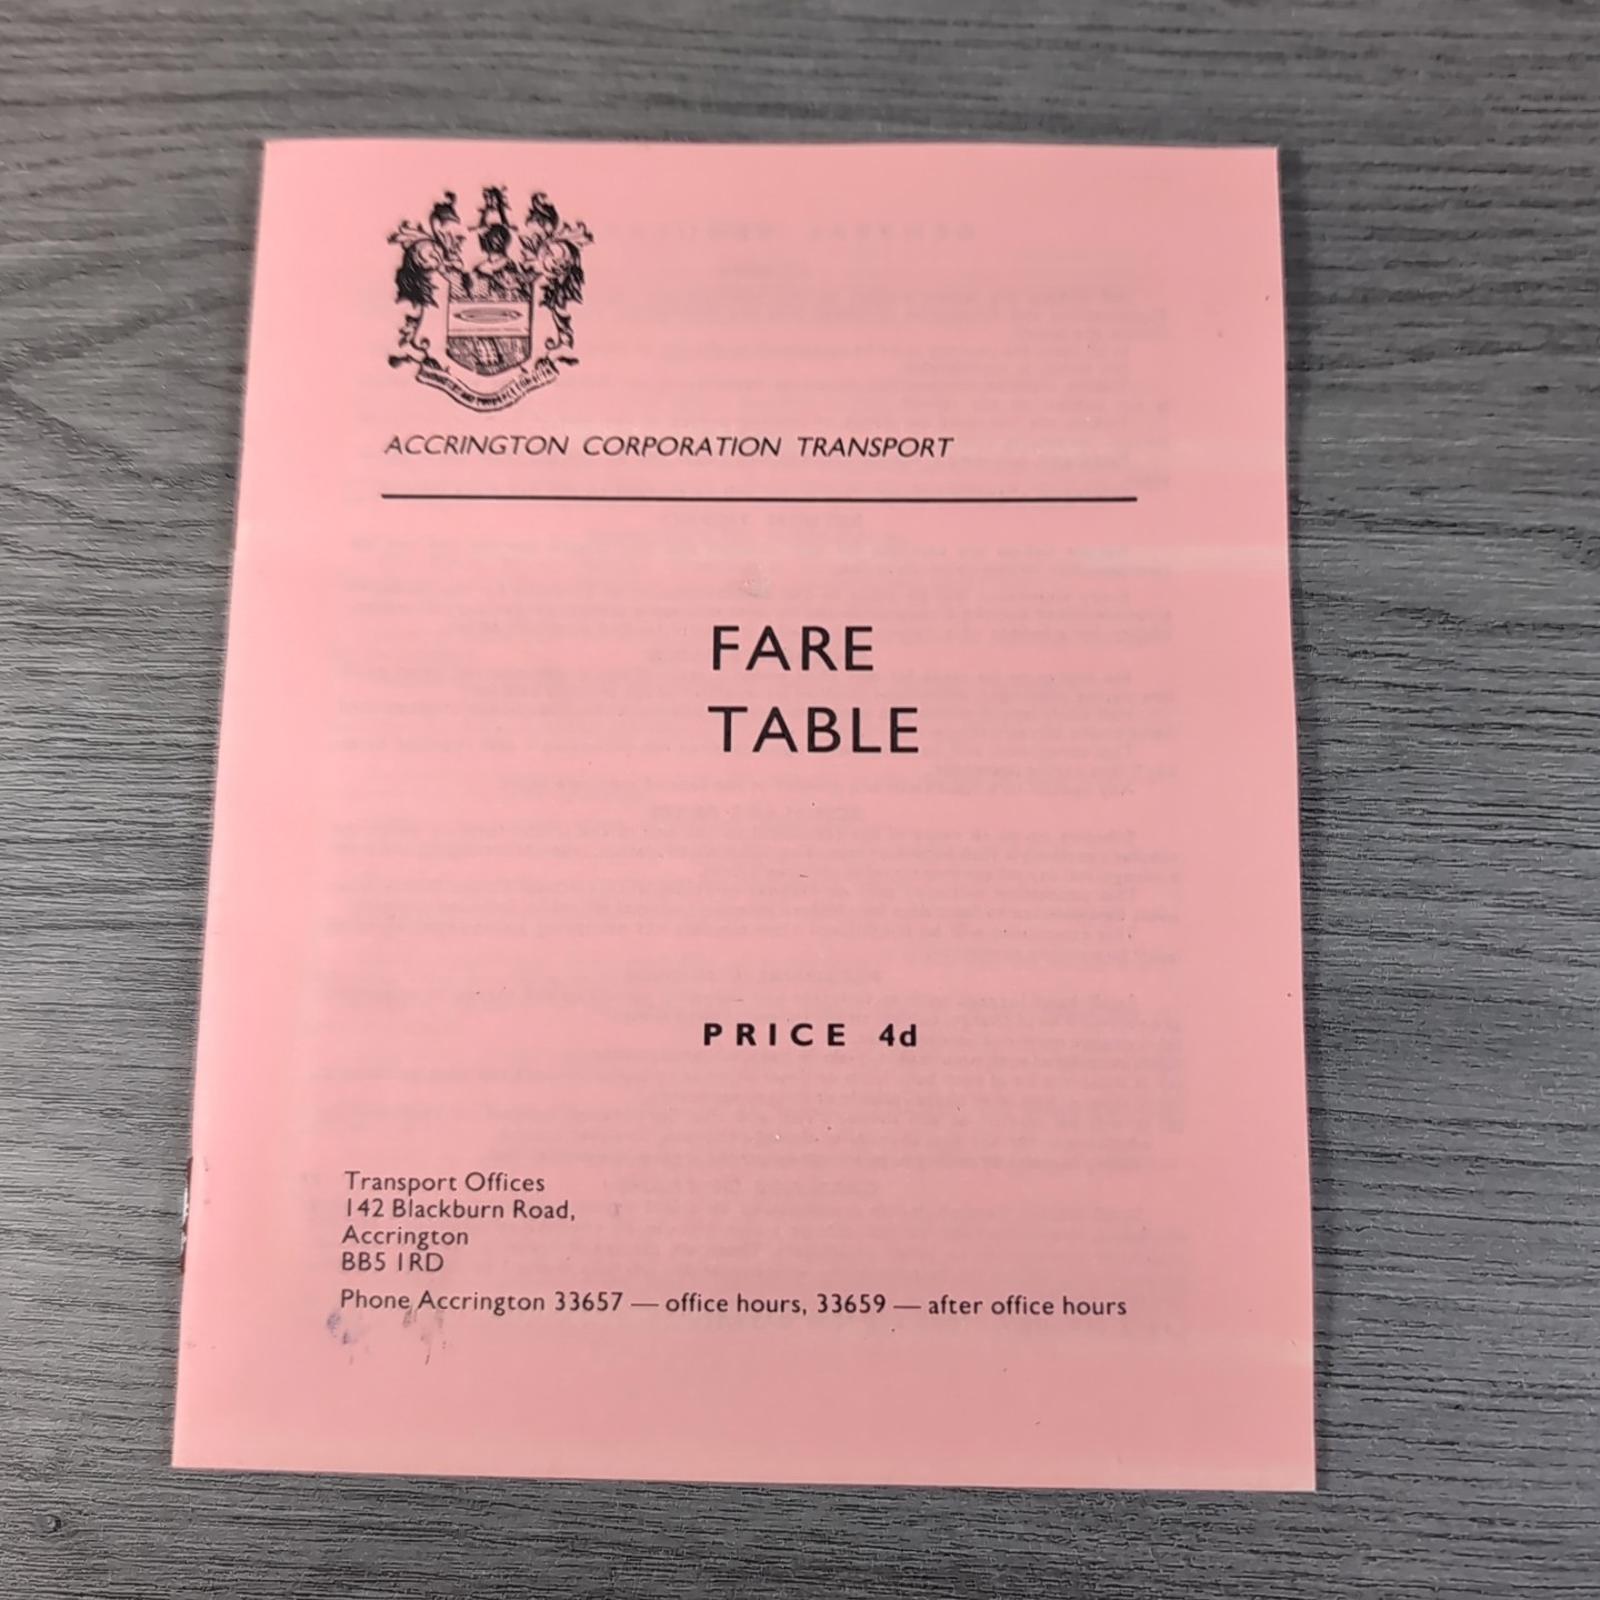 ACCRINGTON CORPORATION TRANSPORT
FARE
TABLE
PRICE 4d
Transport Offices
142 Blackburn Road,
Accrington
BB5 1RD
Phone Accrington 33657 — office hours, 33659 — after office hours